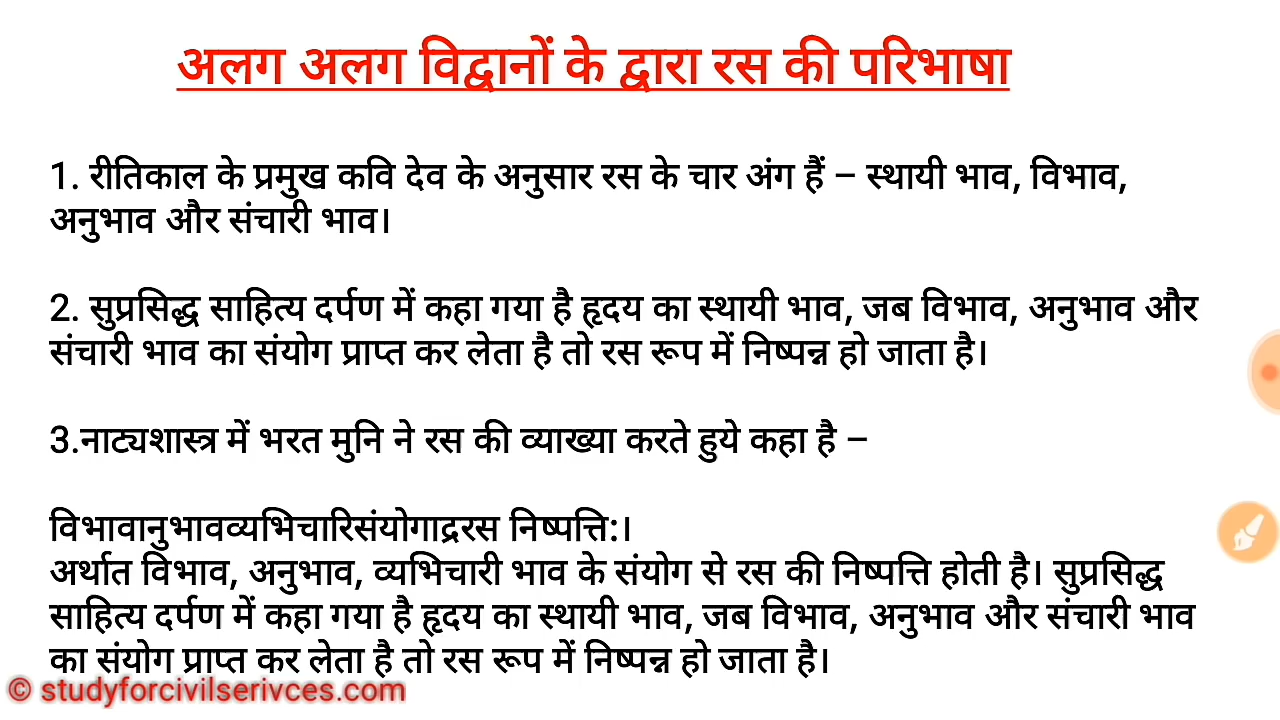 अलग अलग विद्वानों के द्वारा रस की परिभाषा
1. रीतिकाल के प्रमुख कवि देव के अनुसार रस के चार अंग हैं – स्थायी भाव, विभाव,
अनुभाव और संचारी भाव।
2. सुप्रसिद्ध साहित्य दर्पण में कहा गया है हृदय का स्थायी भाव, जब विभाव, अनुभाव और
संचारी भाव का संयोग प्राप्त कर लेता है तो रस रूप में निष्पन्न हो जाता है।
3.नाट्यशास्त्र में भरत मुनि ने रस की व्याख्या करते हुये कहा है –
विभावानुभावव्यभिचारिसंयोगाद्ररस निष्पत्ति:।
अर्थात विभाव, अनुभाव, व्यभिचारी भाव के संयोग से रस की निष्पत्ति होती है। सुप्रसिद्ध
साहित्य दर्पण में कहा गया है हृदय का स्थायी भाव, जब विभाव, अनुभाव और संचारी भाव
का संयोग प्राप्त कर लेता है तो रस रूप में निष्पन्न हो जाता है।
© studyforcivilserivces.com